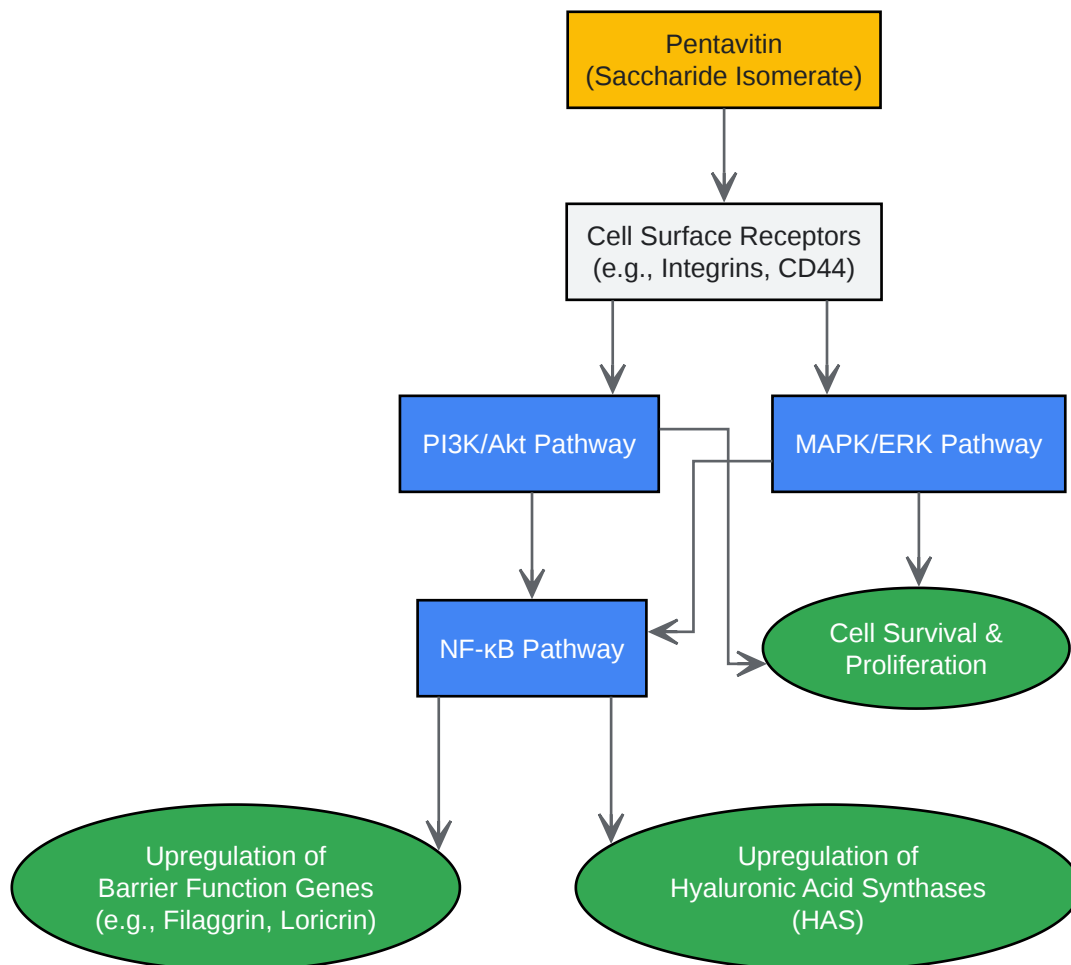 Pentavitin
(Saccharide Isomerate)
Cell Surface Receptors
(e.g., Integrins, CD44)
PI3K/Akt Pathway
MAPK/ERK Pathway
NF-κB Pathway
Cell Survival &
Proliferation
Upregulation of
Barrier Function Genes
(e.g., Filaggrin, Loricrin)
Upregulation of
Hyaluronic Acid Synthases
(HAS)